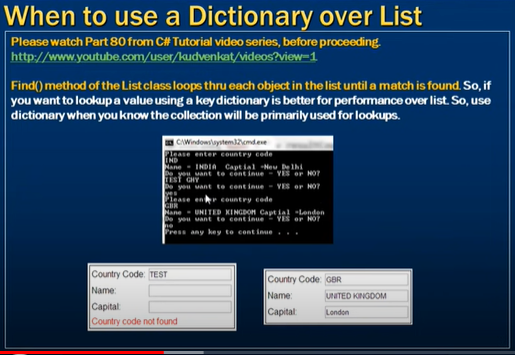 When to use a Dictionary over List
Please watch Part 80 from C# Tutorial video series, before proceeding.
http://www.youtube.com/user/kudvenkat/videos?view=1
Find() method of the List class loops thru each object in the list until a match is found. So, if
you want to lookup a value using a key dictionary is better for performance over list. So, use
dictionary when you know the collection will be primarily used for lookups.
C:\Windows\system32\cmd.exe
Please enter country code
IND
Name = INDIA Captial =New Delhi
Do you want to continue - YES or NO?
TEST GHY
Do you want to continue - YES or NO?
yes
Please enter country code
GBR
Name = UNITED KINGDOM Captial =London
Do you want to continue - YES or NO?
no
Press any key to continue . . .
Country Code: TEST
Name:
Capital:
Country code not found
Country Code: GBR
Name: UNITED KINGDOM
Capital: London